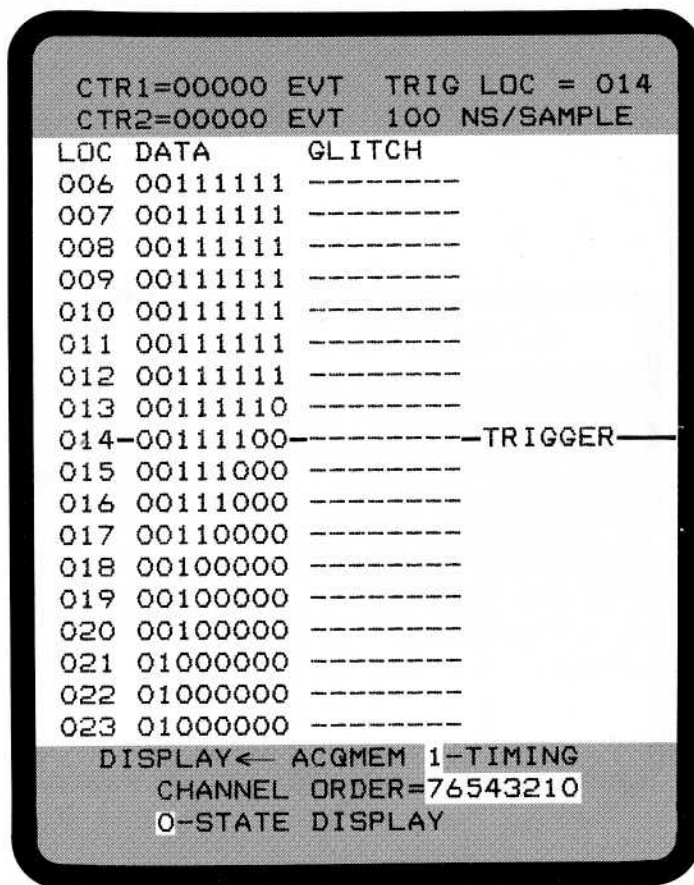 CTR1=00000 EVT TRIG LOC = 014
CTR2=00000 EVT 100 NS/SAMPLE
LOC DATA GLITCH
006 00111111 --------
007 00111111 --------
008 00111111 --------
009 00111111 --------
010 00111111 --------
011 00111111 --------
012 00111111 --------
013 00111110 --------
014-00111100---------TRIGGER—
015 00111000 --------
016 00111000 --------
017 00110000 --------
018 00100000 --------
019 00100000 --------
020 00100000 --------
021 01000000 --------
022 01000000 --------
023 01000000 --------
DISPLAY← ACQMEM 1-TIMING
CHANNEL ORDER=76543210
0-STATE DISPLAY